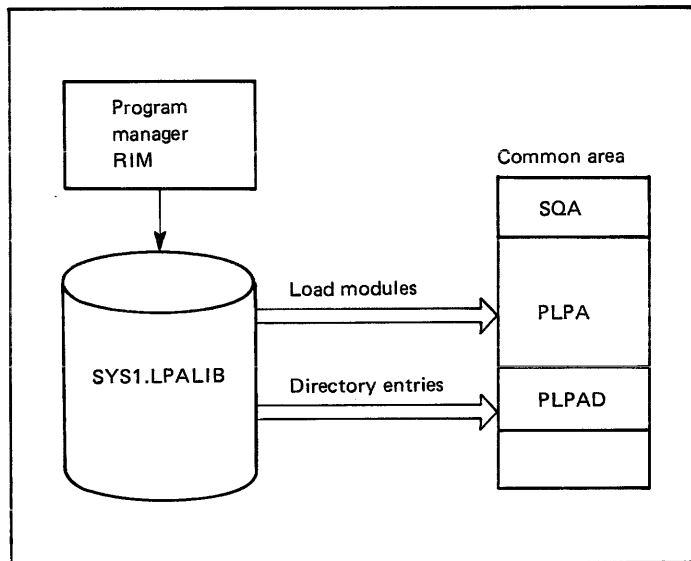 Program
manager
RIM
Common area
SQA
Load modules
PLPA
SYS1.LPALIB
Directory entries
PLPAD